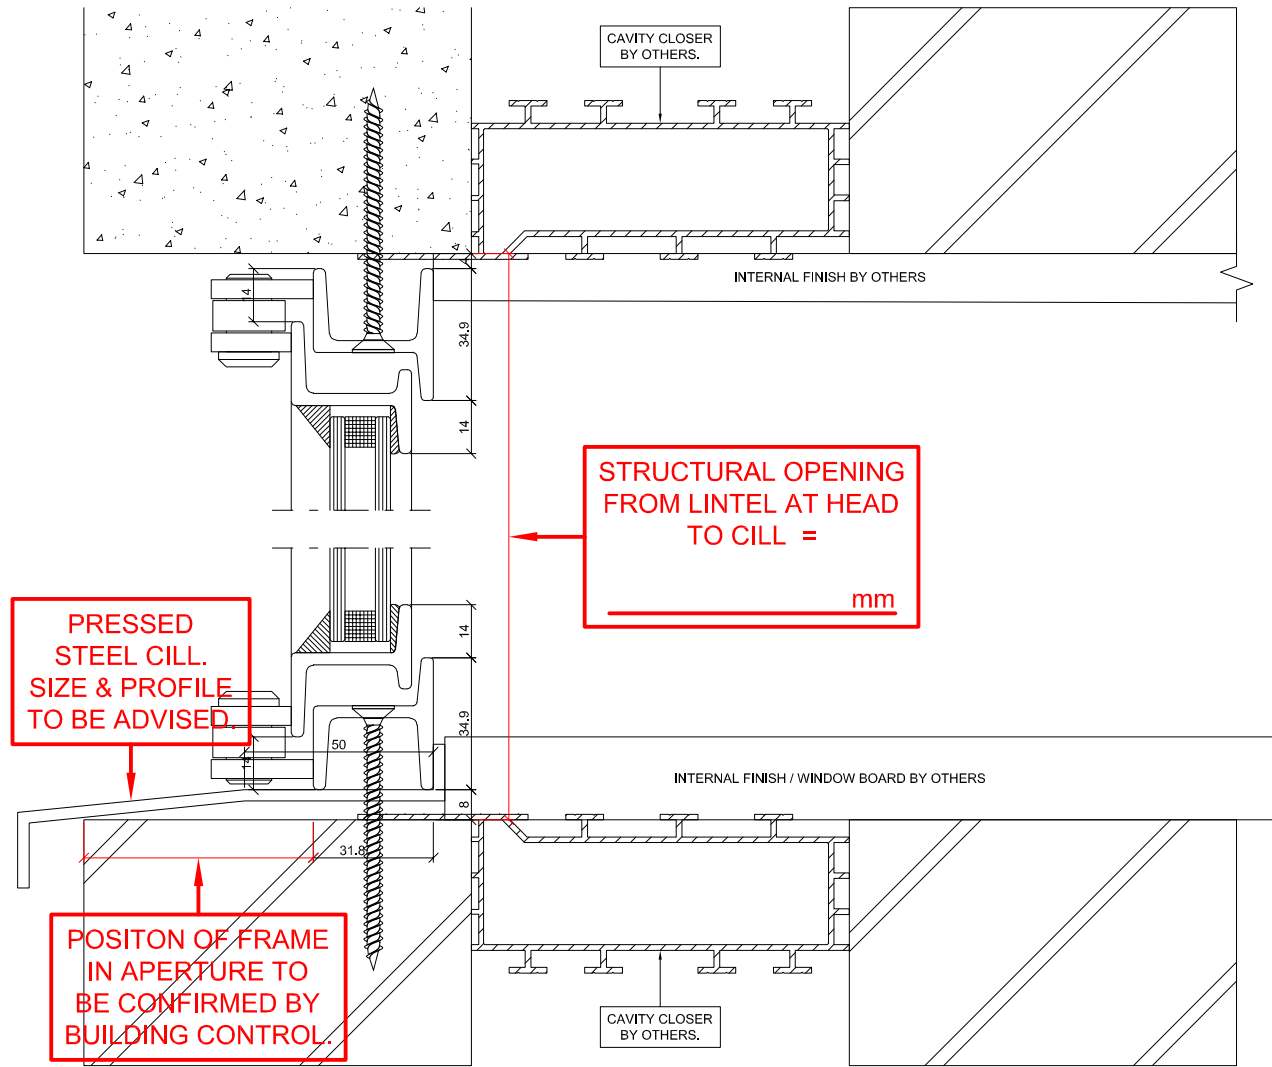 CAVITY CLOSER
BY OTHERS.
INTERNAL FINISH BY OTHERS
14
4
34.9
14
STRUCTURAL OPENING
FROM LINTEL AT HEAD
TO CILL =
mm
PRESSED
STEEL CILL.
SIZE & PROFILE
TO BE ADVISED.
14
34.9
50
14
8
INTERNAL FINISH / WINDOW BOARD BY OTHERS
31.8
POSITON OF FRAME
IN APERTURE TO
BE CONFIRMED BY
BUILDING CONTROL.
CAVITY CLOSER
BY OTHERS.